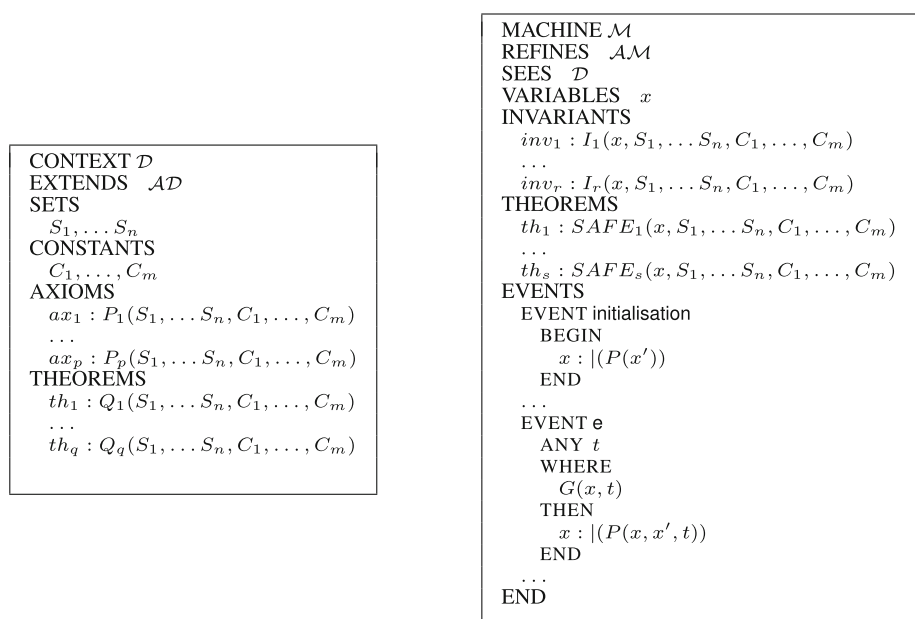 CONTEXT 𝒟
EXTENDS 𝒜𝒟
SETS
S₁, . . . Sₙ
CONSTANTS
C₁, . . . , Cₘ
AXIOMS
ax₁ : P₁(S₁, . . . Sₙ, C₁, . . . , Cₘ)
. . .
axₚ : Pₚ(S₁, . . . Sₙ, C₁, . . . , Cₘ)
THEOREMS
th₁ : Q₁(S₁, . . . Sₙ, C₁, . . . , Cₘ)
. . .
th_q : Q_q(S₁, . . . Sₙ, C₁, . . . , Cₘ)
MACHINE ℳ
REFINES 𝒜ℳ
SEES 𝒟
VARIABLES x
INVARIANTS
inv₁ : I₁(x, S₁, . . . Sₙ, C₁, . . . , Cₘ)
. . .
invᵣ : Iᵣ(x, S₁, . . . Sₙ, C₁, . . . , Cₘ)
THEOREMS
th₁ : SAFE₁(x, S₁, . . . Sₙ, C₁, . . . , Cₘ)
. . .
thₛ : SAFEₛ(x, S₁, . . . Sₙ, C₁, . . . , Cₘ)
EVENTS
EVENT initialisation
BEGIN
x : |(P(x′))
END
. . .
EVENT e
ANY t
WHERE
G(x, t)
THEN
x : |(P(x, x′, t))
END
. . .
END